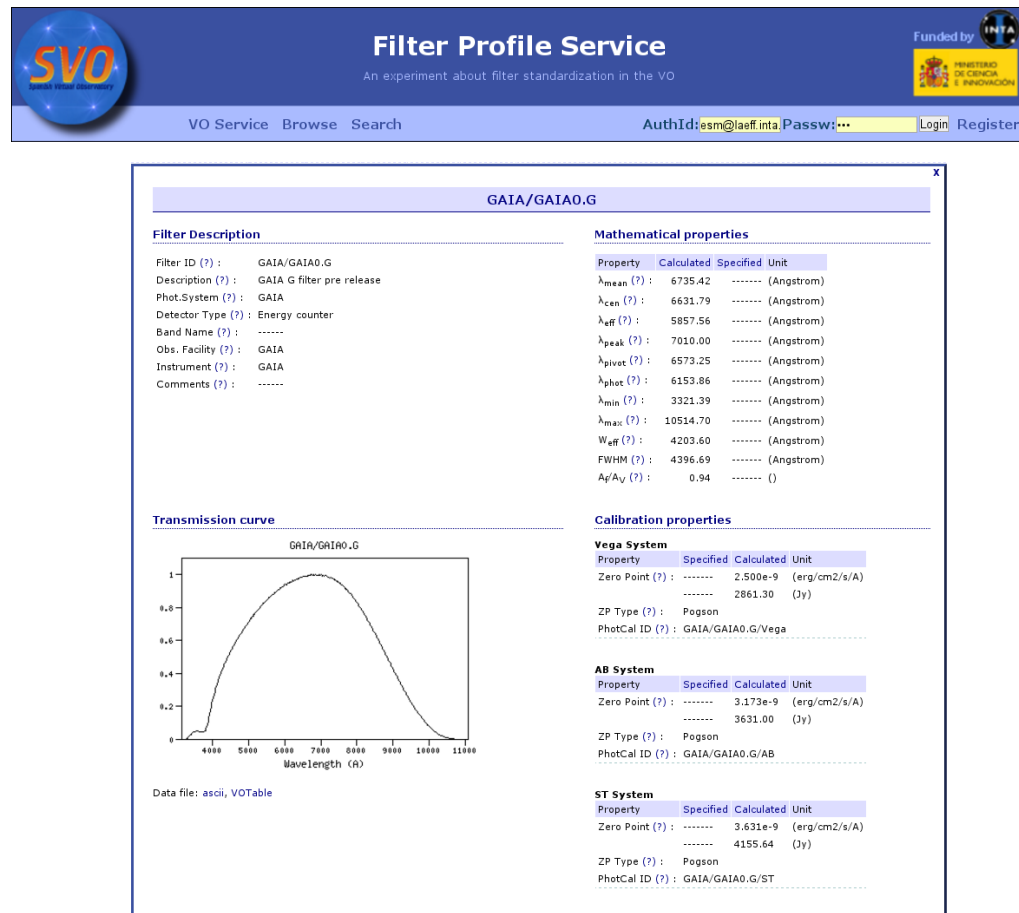 SVO
Spanish Virtual Observatory
Filter Profile Service
An experiment about filter standardization in the VO
Funded by
INTA
MINISTERIO
DE CIENCIA
E INNOVACIÓN
VO Service Browse Search
AuthId: esm@laeff.inta. Passw: ••• Login Register
x
GAIA/GAIA0.G
Filter Description
Filter ID (?) : GAIA/GAIA0.G
Description (?) : GAIA G filter pre release
Phot.System (?) : GAIA
Detector Type (?) : Energy counter
Band Name (?) : ------
Obs. Facility (?) : GAIA
Instrument (?) : GAIA
Comments (?) : ------
Mathematical properties
Property Calculated Specified Unit
λmean (?) : 6735.42 ------- (Angstrom)
λcen (?) : 6631.79 ------- (Angstrom)
λeff (?) : 5857.56 ------- (Angstrom)
λpeak (?) : 7010.00 ------- (Angstrom)
λpivot (?) : 6573.25 ------- (Angstrom)
λphot (?) : 6153.86 ------- (Angstrom)
λmin (?) : 3321.39 ------- (Angstrom)
λmax (?) : 10514.70 ------- (Angstrom)
Weff (?) : 4203.60 ------- (Angstrom)
FWHM (?) : 4396.69 ------- (Angstrom)
Af/AV (?) : 0.94 ------- ()
Transmission curve
GAIA/GAIA0.G
1
0.8
0.6
0.4
0.2
0
4000 5000 6000 7000 8000 9000 10000 11000
Wavelength (A)
Data file: ascii, VOTable
Calibration properties
Vega System
Property Specified Calculated Unit
Zero Point (?) : ------- 2.500e-9 (erg/cm2/s/A)
------- 2861.30 (Jy)
ZP Type (?) : Pogson
PhotCal ID (?) : GAIA/GAIA0.G/Vega
AB System
Property Specified Calculated Unit
Zero Point (?) : ------- 3.173e-9 (erg/cm2/s/A)
------- 3631.00 (Jy)
ZP Type (?) : Pogson
PhotCal ID (?) : GAIA/GAIA0.G/AB
ST System
Property Specified Calculated Unit
Zero Point (?) : ------- 3.631e-9 (erg/cm2/s/A)
------- 4155.64 (Jy)
ZP Type (?) : Pogson
PhotCal ID (?) : GAIA/GAIA0.G/ST